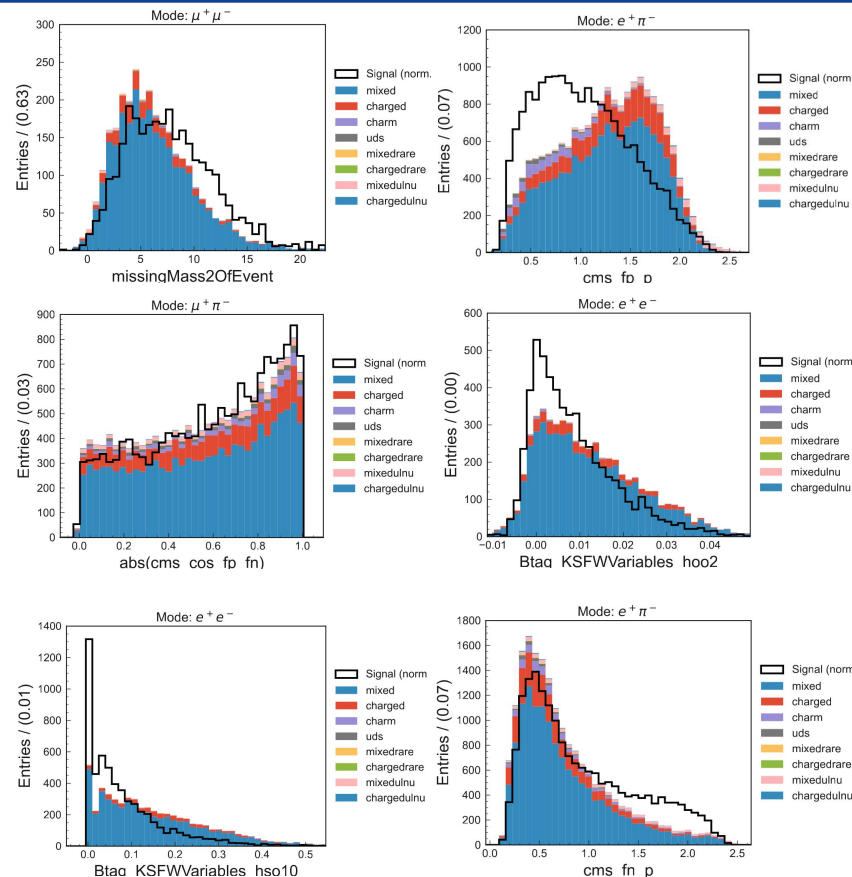 Mode: μ⁺μ⁻
300
250
200
150
100
50
0
Entries / (0.63)
0 5 10 15 20
missingMass2OfEvent
Signal (norm.
mixed
charged
charm
uds
mixedrare
chargedrare
mixedulnu
chargedulnu
Mode: e⁺π⁻
1200
1000
800
600
400
200
0
Entries / (0.07)
0.5 1.0 1.5 2.0 2.5
cms_fp_p
Signal (norm
mixed
charged
charm
uds
mixedrare
chargedrare
mixedulnu
chargedulnu
Mode: μ⁺π⁻
900
800
700
600
500
400
300
200
100
0
Entries / (0.03)
0.0 0.2 0.4 0.6 0.8 1.0
abs(cms_cos_fp_fn)
Signal (norm
mixed
charged
charm
uds
mixedrare
chargedrare
mixedulnu
chargedulnu
Mode: e⁺e⁻
600
500
400
300
200
100
0
Entries / (0.00)
−0.01 0.00 0.01 0.02 0.03 0.04
Btag_KSFWVariables_hoo2
Signal (norm
mixed
charged
charm
uds
mixedrare
chargedrare
mixedulnu
chargedulnu
Mode: e⁺e⁻
1400
1200
1000
800
600
400
200
0
Entries / (0.01)
0.0 0.1 0.2 0.3 0.4 0.5
Btag_KSFWVariables_hso10
Signal (norm
mixed
charged
charm
uds
mixedrare
chargedrare
mixedulnu
chargedulnu
Mode: e⁺π⁻
1800
1600
1400
1200
1000
800
600
400
200
0
Entries / (0.07)
0.0 0.5 1.0 1.5 2.0 2.5
cms_fn_p
Signal (norm
mixed
charged
charm
uds
mixedrare
chargedrare
mixedulnu
chargedulnu